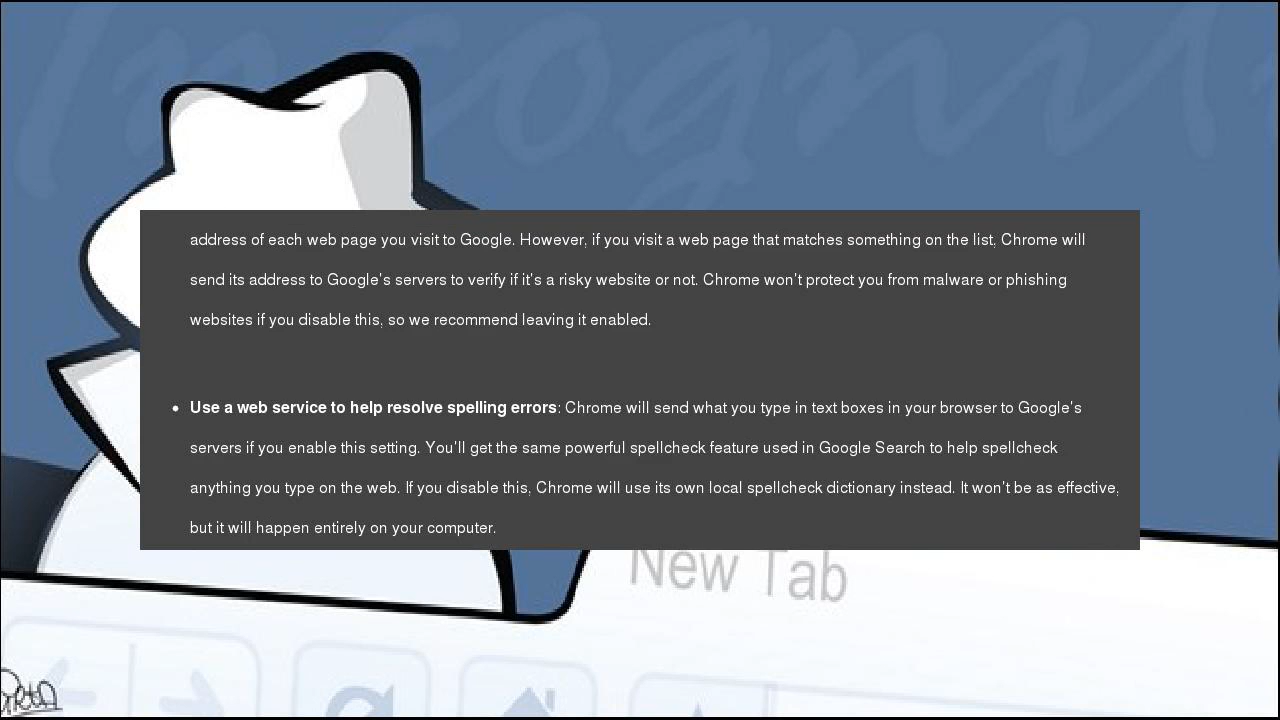 Incogni
address of each web page you visit to Google. However, if you visit a web page that matches something on the list, Chrome will
send its address to Google's servers to verify if it's a risky website or not. Chrome won't protect you from malware or phishing
websites if you disable this, so we recommend leaving it enabled.
• Use a web service to help resolve spelling errors: Chrome will send what you type in text boxes in your browser to Google's
servers if you enable this setting. You'll get the same powerful spellcheck feature used in Google Search to help spellcheck
anything you type on the web. If you disable this, Chrome will use its own local spellcheck dictionary instead. It won't be as effective,
but it will happen entirely on your computer.
New Tab